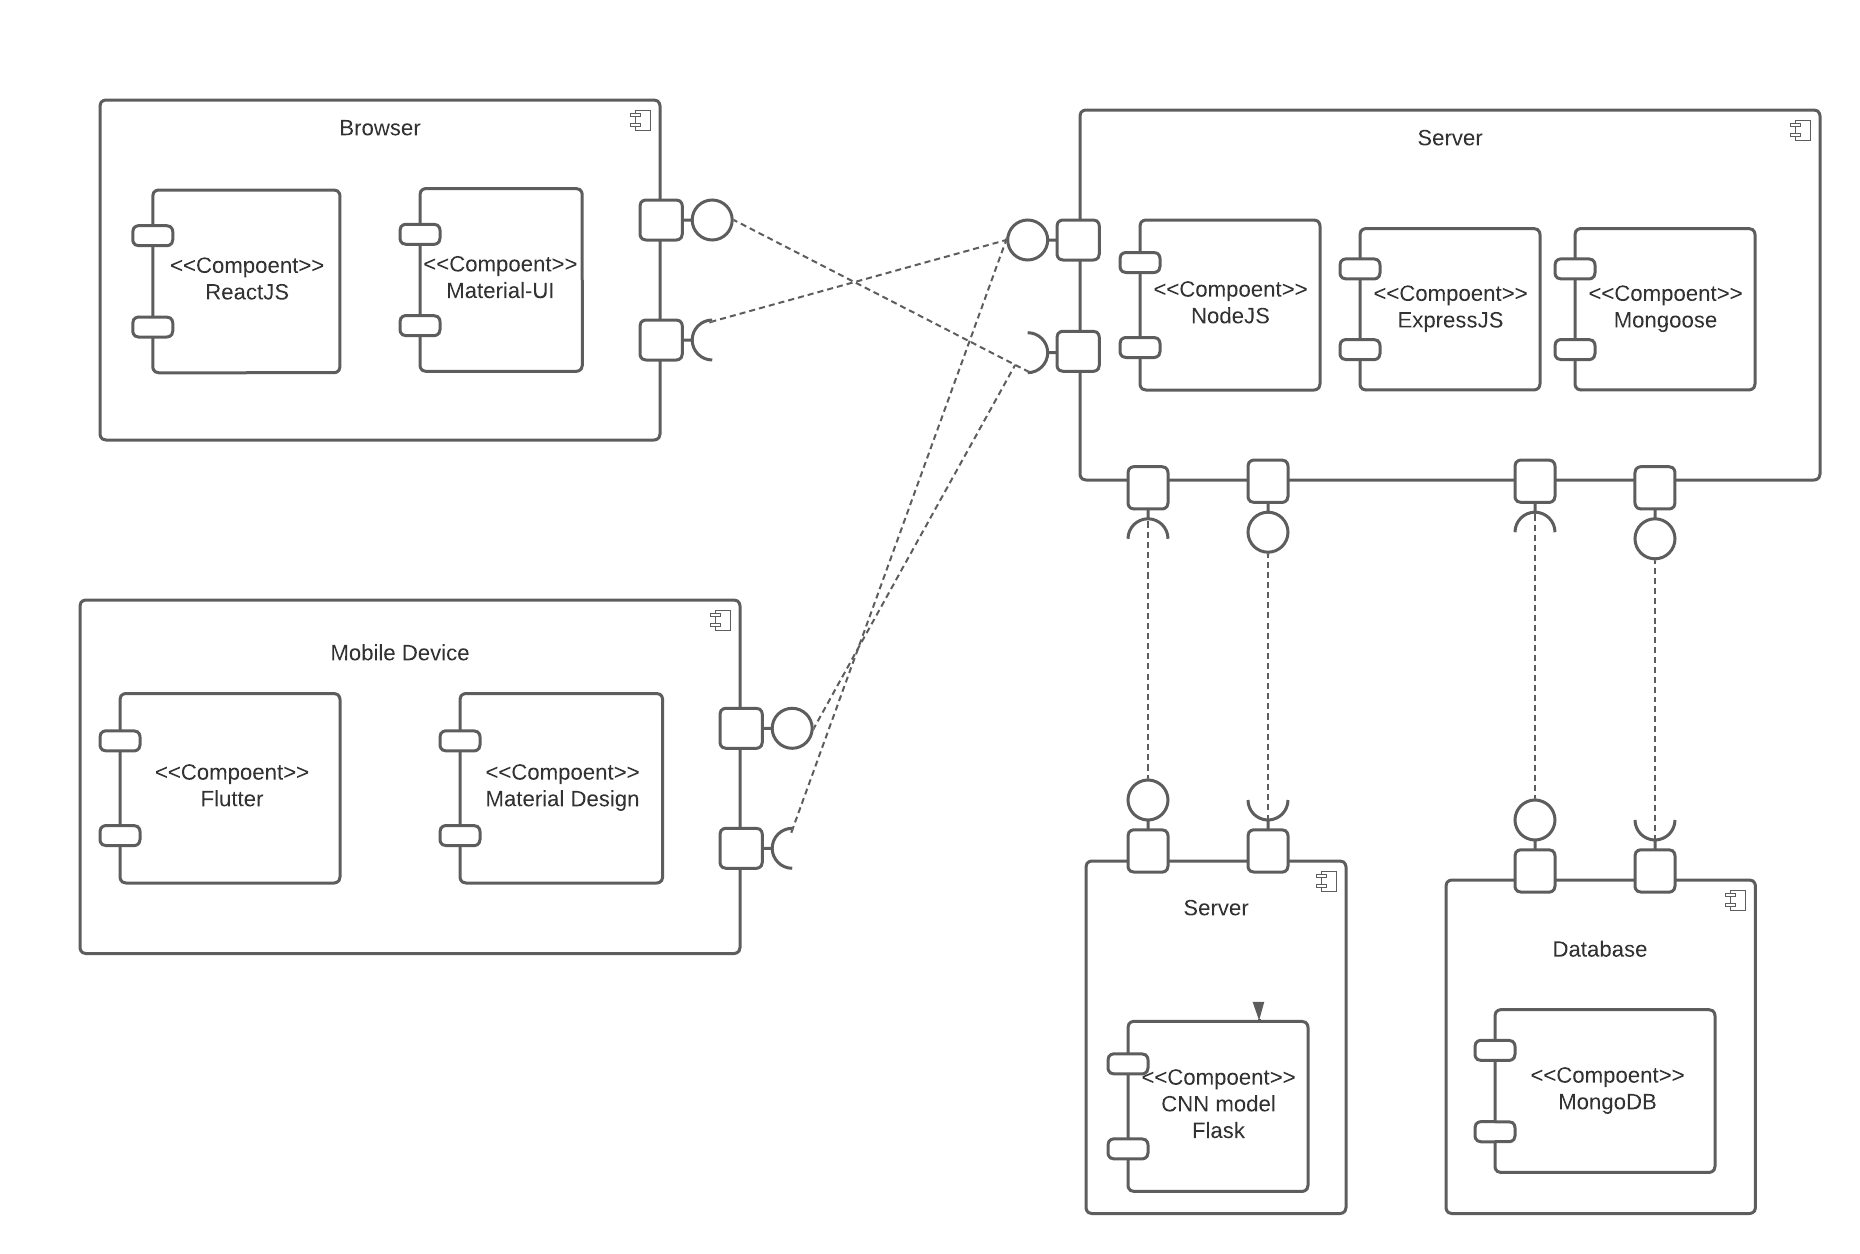 Browser
<<Compoent>>
ReactJS
<<Compoent>>
Material-UI
Server
<<Compoent>>
NodeJS
<<Compoent>>
ExpressJS
<<Compoent>>
Mongoose
Mobile Device
<<Compoent>>
Flutter
<<Compoent>>
Material Design
Server
<<Compoent>>
CNN model
Flask
Database
<<Compoent>>
MongoDB